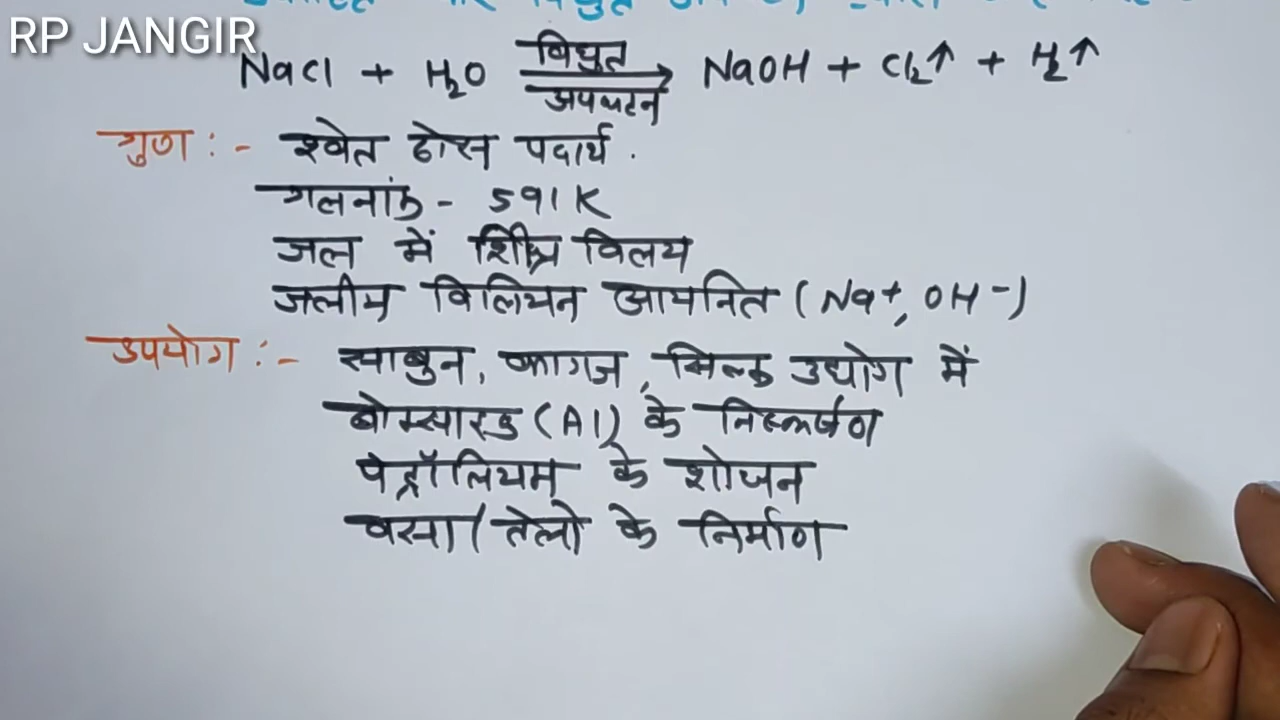 RP JANGIR
NaCl + H₂O विघुत अपघटन NaOH + Cl₂↑ + H₂↑
गुण :- श्वेत ठोस पदार्थ .
गलनांक - 591K
जल में शीघ्र विलय
जलीय विलियन आयनित (Na+, OH-)
उपयोग :- साबुन, कागज, सिल्क उद्योग में
बोक्साइड (Al) के निष्कर्षण
पेट्रॉलियम के शोधन
वसा / तेलो के निर्माण